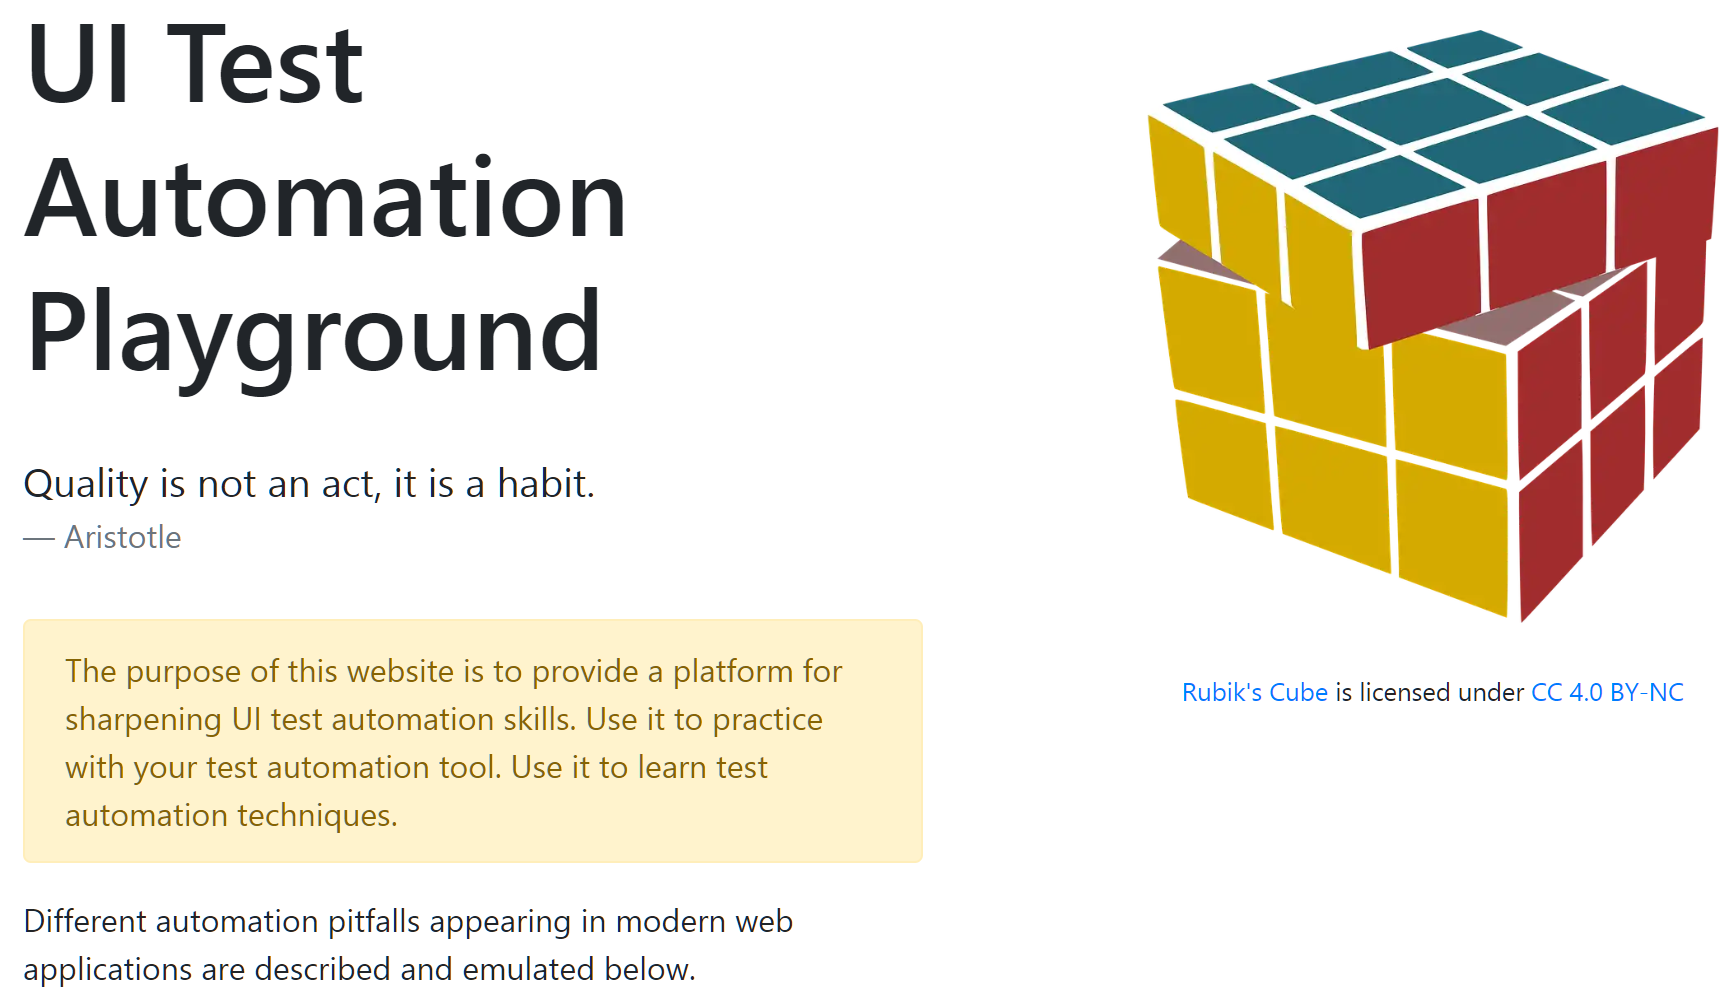 UI Test
Automation
Playground
Quality is not an act, it is a habit.
— Aristotle
The purpose of this website is to provide a platform for
sharpening UI test automation skills. Use it to practice
with your test automation tool. Use it to learn test
automation techniques.
Different automation pitfalls appearing in modern web
applications are described and emulated below.
Rubik's Cube is licensed under CC 4.0 BY-NC